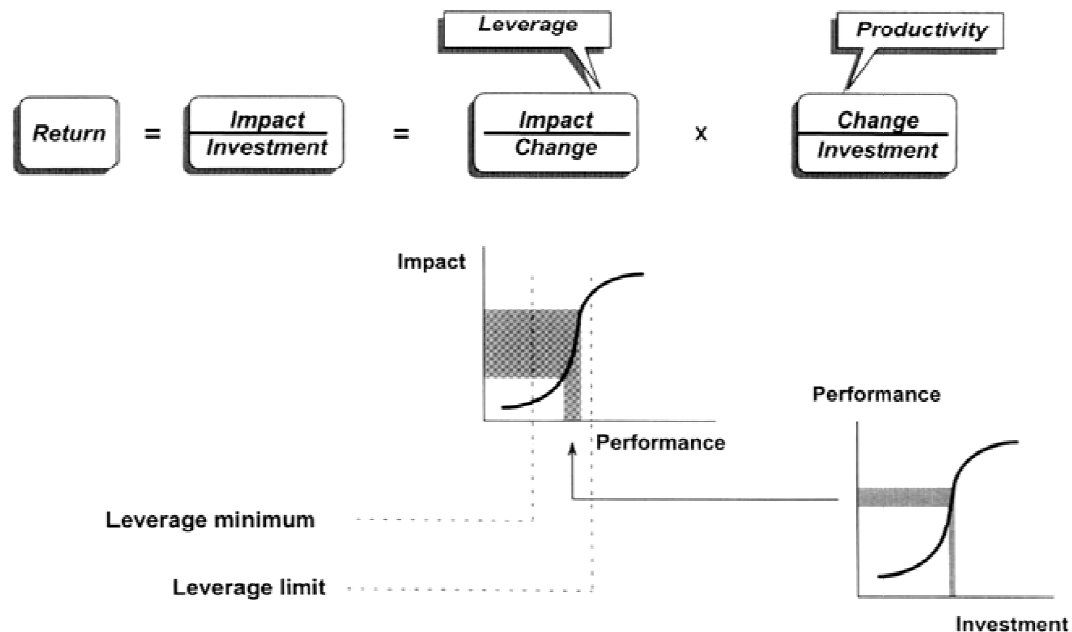 Leverage
Productivity
Return = Impact = Impact x Change
Investment Change Investment
Impact
Performance
Performance
Leverage minimum
Leverage limit
Investment